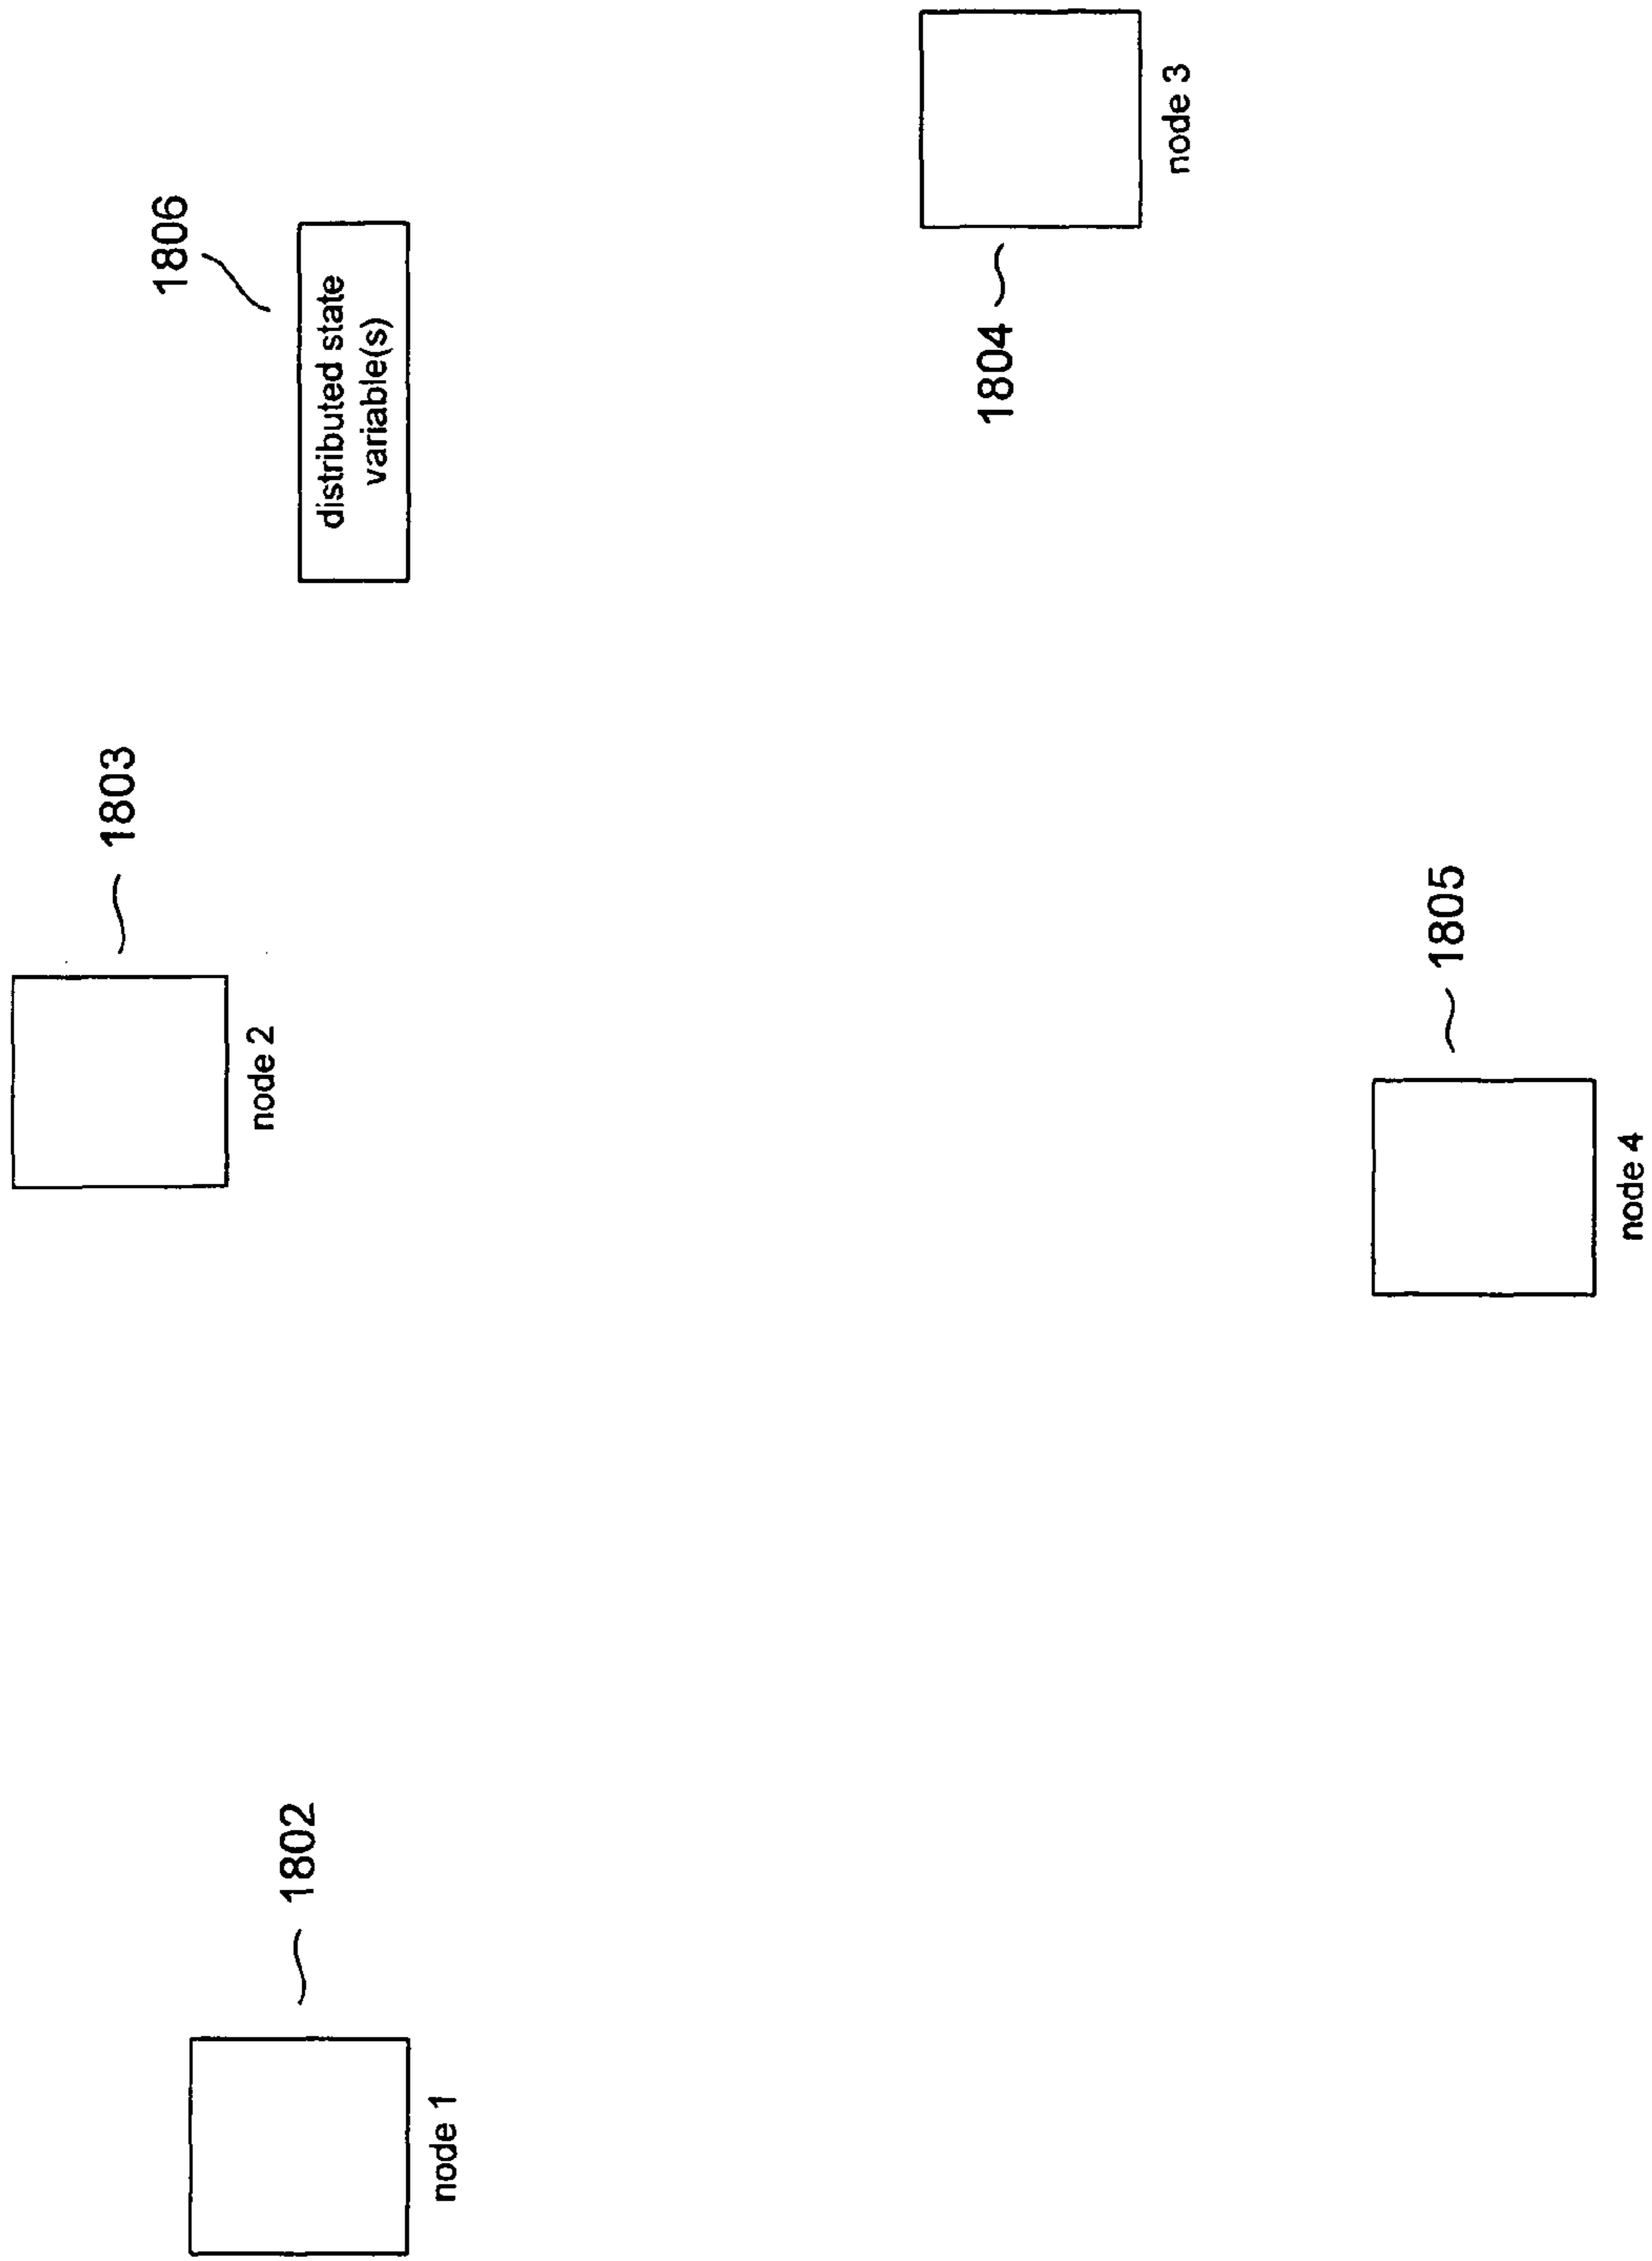 1803
node 2
1806
distributed state
variable(s)
1802
node 1
1804
node 3
1805
node 4